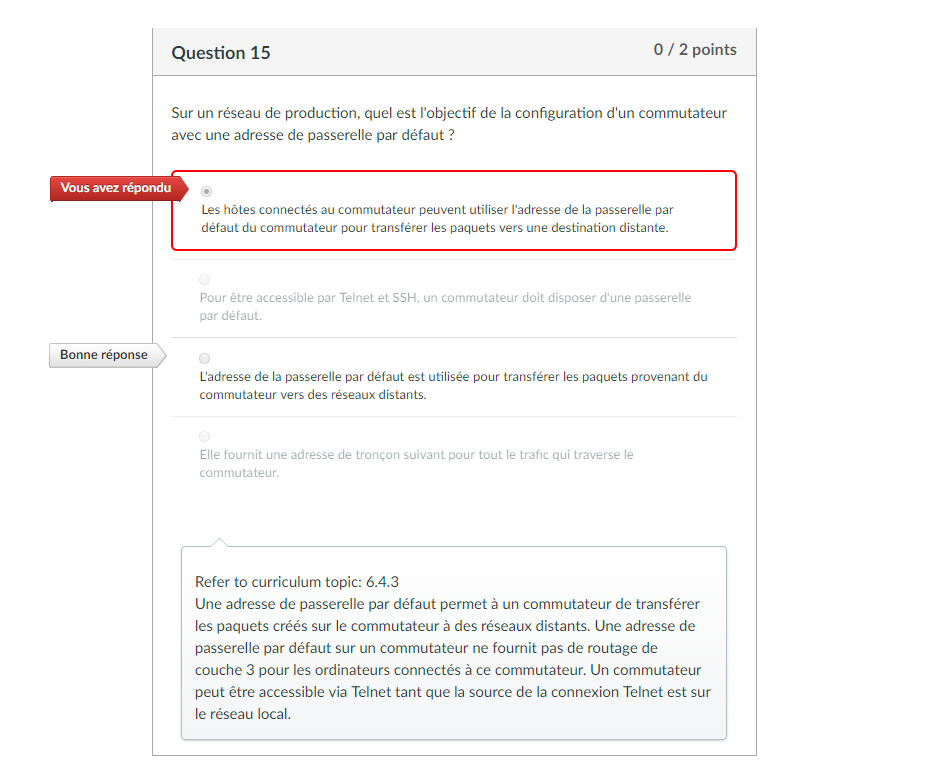 Question 15
0 / 2 points
Sur un réseau de production, quel est l'objectif de la configuration d'un commutateur
avec une adresse de passerelle par défaut ?
Vous avez répondu
Les hôtes connectés au commutateur peuvent utiliser l'adresse de la passerelle par
défaut du commutateur pour transférer les paquets vers une destination distante.
Pour être accessible par Telnet et SSH, un commutateur doit disposer d'une passerelle
par défaut.
Bonne réponse
L'adresse de la passerelle par défaut est utilisée pour transférer les paquets provenant du
commutateur vers des réseaux distants.
Elle fournit une adresse de tronçon suivant pour tout le trafic qui traverse le
commutateur.
Refer to curriculum topic: 6.4.3
Une adresse de passerelle par défaut permet à un commutateur de transférer
les paquets créés sur le commutateur à des réseaux distants. Une adresse de
passerelle par défaut sur un commutateur ne fournit pas de routage de
couche 3 pour les ordinateurs connectés à ce commutateur. Un commutateur
peut être accessible via Telnet tant que la source de la connexion Telnet est sur
le réseau local.